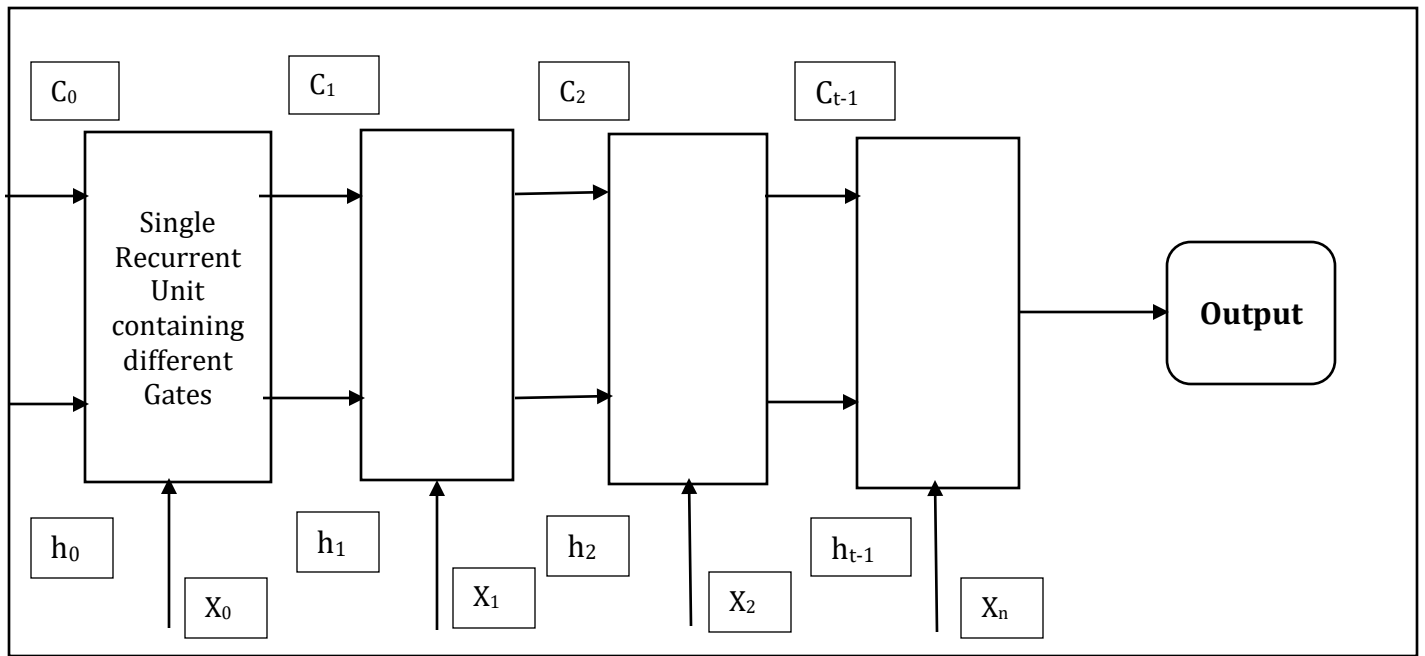 C₀
C₁
C₂
Cₜ₋₁
Single
Recurrent
Unit
containing
different
Gates
Output
h₀
h₁
h₂
hₜ₋₁
X₀
X₁
X₂
Xₙ